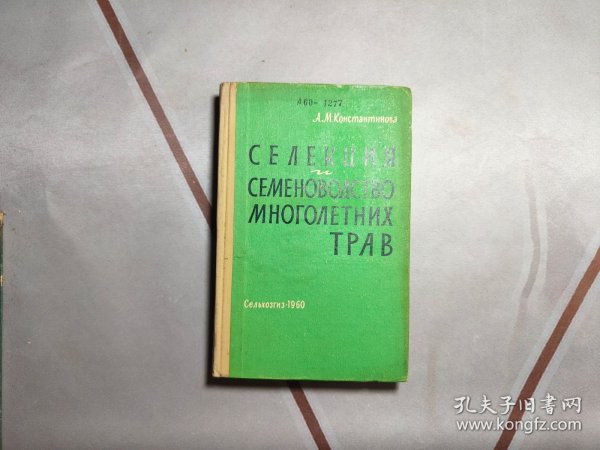 А60- 1277
А.М.Константинова
СЕЛЕКЦИЯ
и
СЕМЕНОВОДСТВО
МНОГОЛЕТНИХ
ТРАВ
Сельхозгиз-1960
孔夫子旧书网
www.kongfz.com